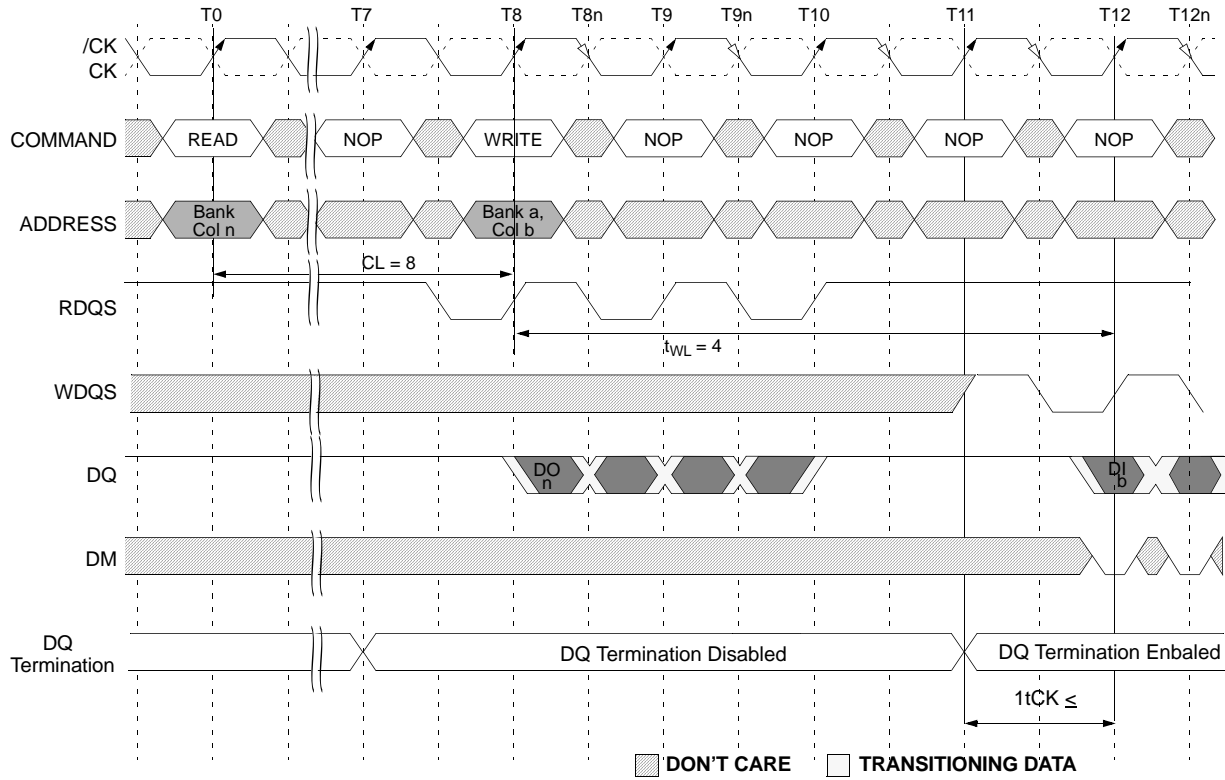 T0 T7 T8 T8n T9 T9n T10 T11 T12 T12n
/CK
CK
COMMAND READ NOP WRITE NOP NOP NOP NOP
ADDRESS Bank Col n Bank a, Col b
CL = 8
RDQS
tWL = 4
WDQS
DQ DO n DI b
DM
DQ Termination DQ Termination Disabled DQ Termination Enbaled
1tCK ≤
DON'T CARE TRANSITIONING DATA